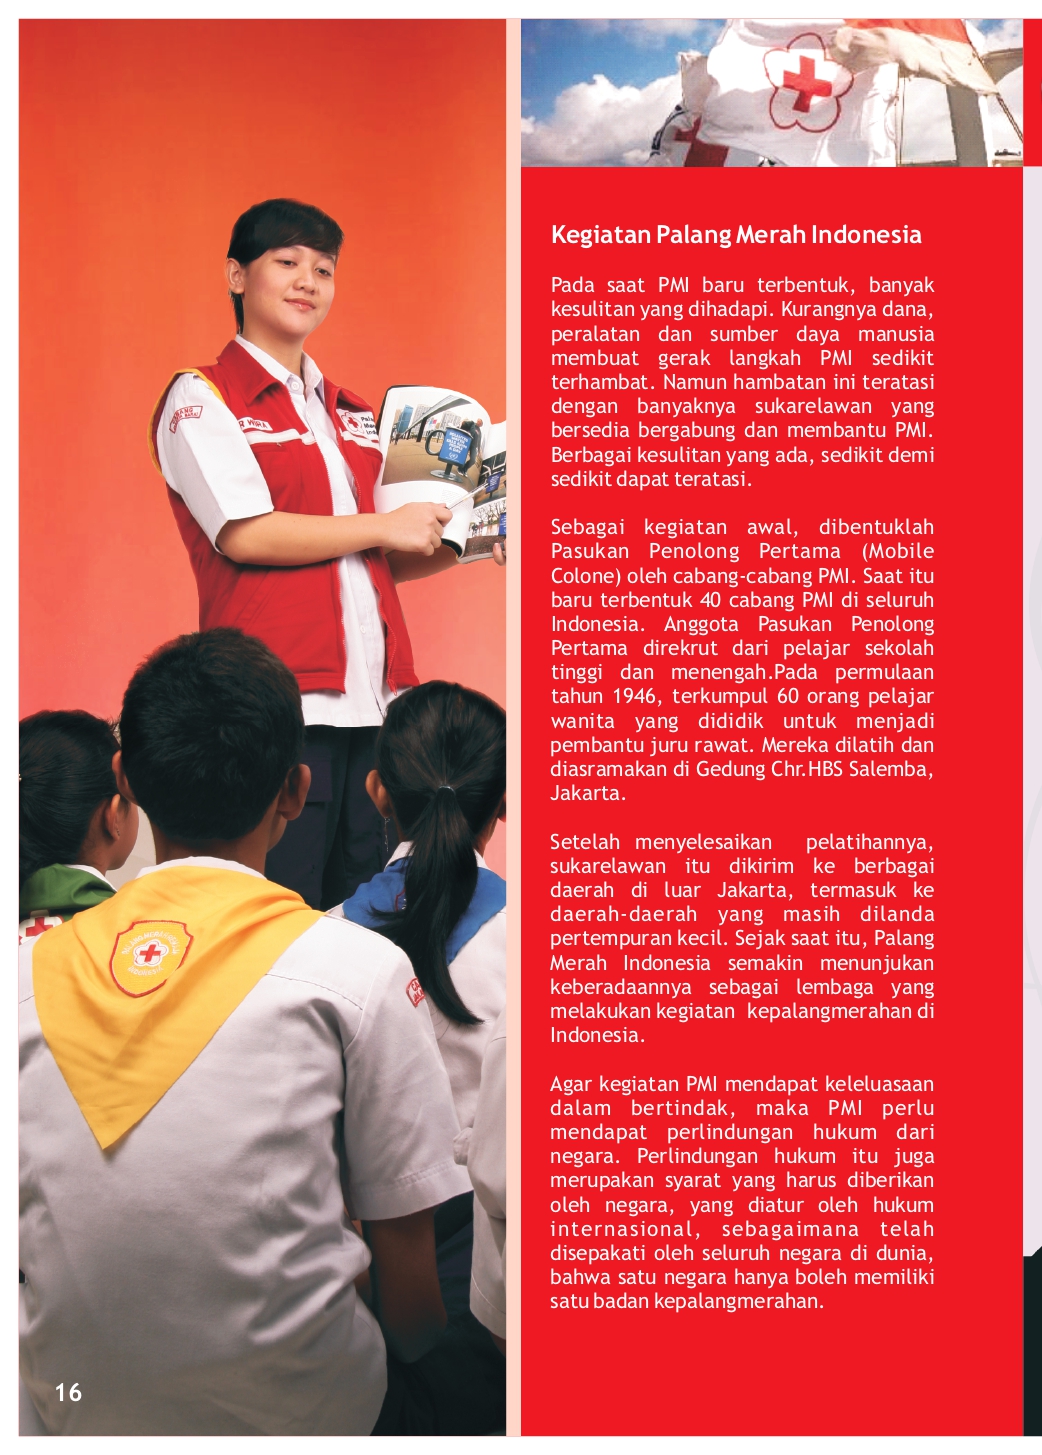 Kegiatan Palang Merah Indonesia
Pada saat PMI baru terbentuk, banyak
kesulitan yang dihadapi. Kurangnya dana,
peralatan dan sumber daya manusia
membuat gerak langkah PMI sedikit
terhambat. Namun hambatan ini teratasi
dengan banyaknya sukarelawan yang
bersedia bergabung dan membantu PMI.
Berbagai kesulitan yang ada, sedikit demi
sedikit dapat teratasi.
Sebagai kegiatan awal, dibentuklah
Pasukan Penolong Pertama (Mobile
Colone) oleh cabang-cabang PMI. Saat itu
baru terbentuk 40 cabang PMI di seluruh
Indonesia. Anggota Pasukan Penolong
Pertama direkrut dari pelajar sekolah
tinggi dan menengah.Pada permulaan
tahun 1946, terkumpul 60 orang pelajar
wanita yang dididik untuk menjadi
pembantu juru rawat. Mereka dilatih dan
diasramakan di Gedung Chr.HBS Salemba,
Jakarta.
Setelah menyelesaikan pelatihannya,
sukarelawan itu dikirim ke berbagai
daerah di luar Jakarta, termasuk ke
daerah-daerah yang masih dilanda
pertempuran kecil. Sejak saat itu, Palang
Merah Indonesia semakin menunjukan
keberadaannya sebagai lembaga yang
melakukan kegiatan kepalangmerahan di
Indonesia.
Agar kegiatan PMI mendapat keleluasaan
dalam bertindak, maka PMI perlu
mendapat perlindungan hukum dari
negara. Perlindungan hukum itu juga
merupakan syarat yang harus diberikan
oleh negara, yang diatur oleh hukum
internasional, sebagaimana telah
disepakati oleh seluruh negara di dunia,
bahwa satu negara hanya boleh memiliki
satu badan kepalangmerahan.
16